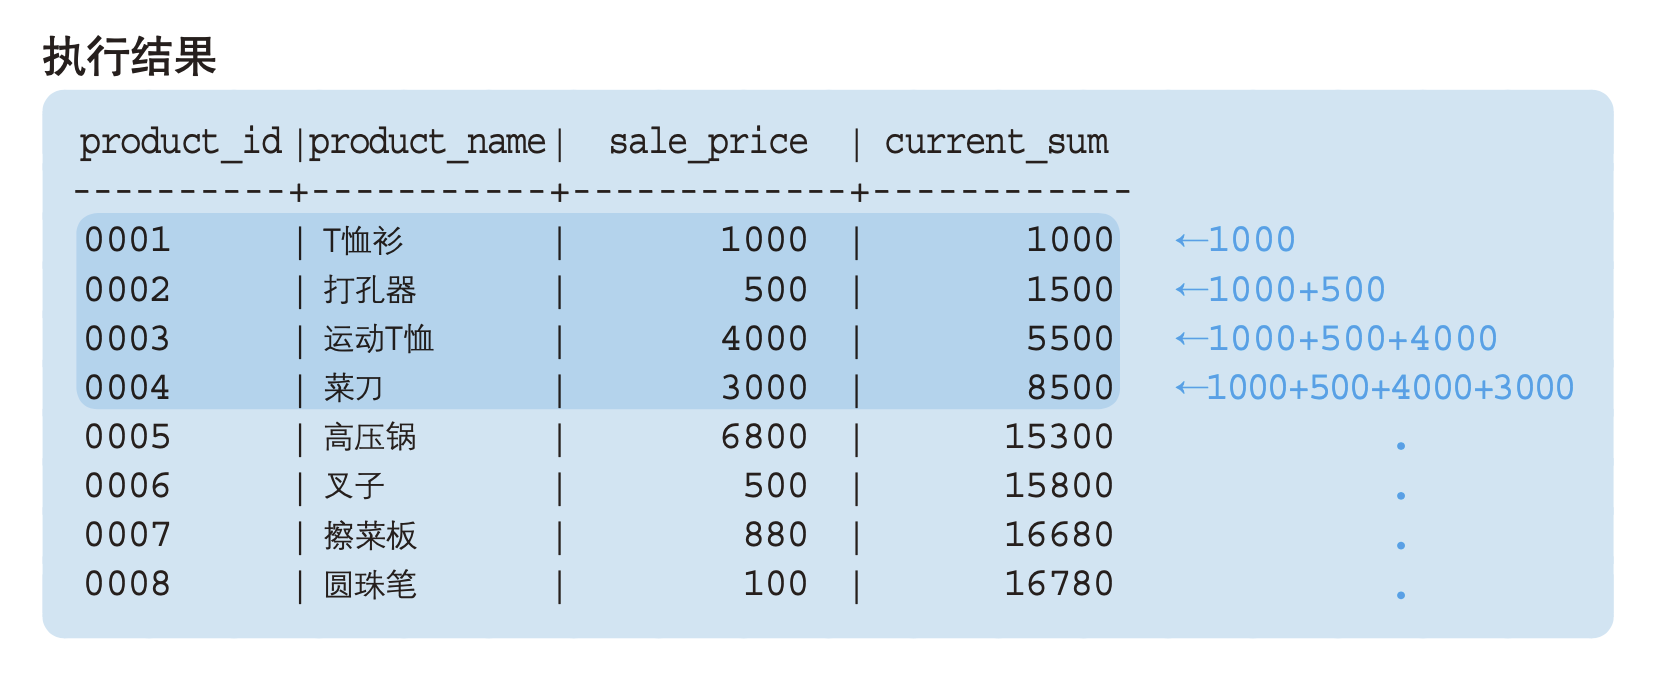 执行结果
product_id |product_name| sale_price | current_sum
----------+-----------+-------------+------------
0001 | T恤衫 | 1000 | 1000 ←1000
0002 | 打孔器 | 500 | 1500 ←1000+500
0003 | 运动T恤 | 4000 | 5500 ←1000+500+4000
0004 | 菜刀 | 3000 | 8500 ←1000+500+4000+3000
0005 | 高压锅 | 6800 | 15300 .
0006 | 叉子 | 500 | 15800 .
0007 | 擦菜板 | 880 | 16680 .
0008 | 圆珠笔 | 100 | 16780 .